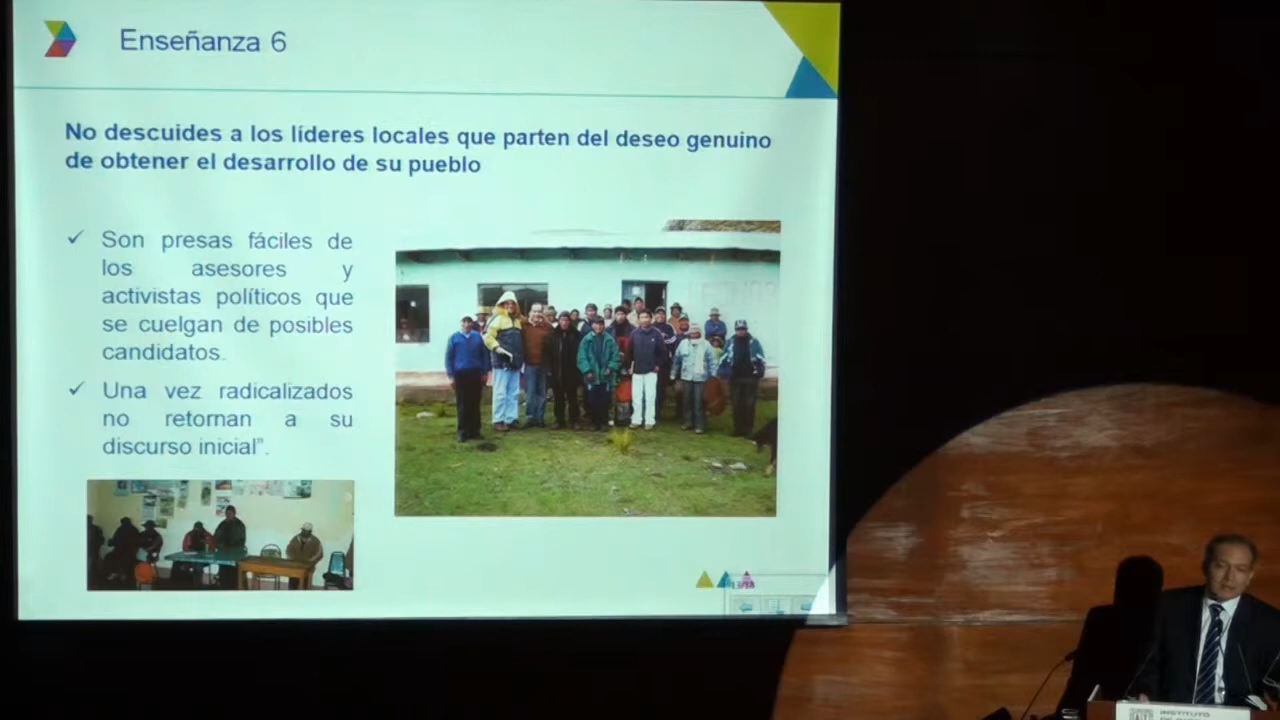 Enseñanza 6
No descuides a los líderes locales que parten del deseo genuino
de obtener el desarrollo de su pueblo
✓ Son presas fáciles de
los asesores y
activistas políticos que
se cuelgan de posibles
candidatos.
✓ Una vez radicalizados
no retornan a su
discurso inicial”.
INSTITUTO